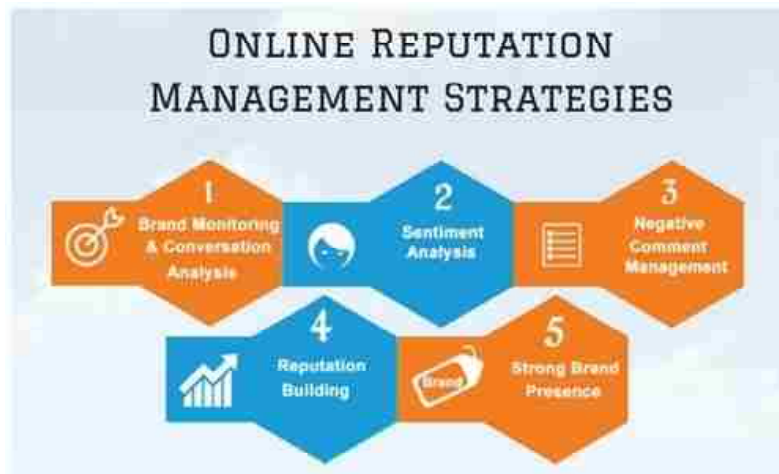 ONLINE REPUTATION
MANAGEMENT STRATEGIES
1
Brand Monitoring
& Conversation
Analysis
2
Sentiment
Analysis
3
Negative
Comment
Management
4
Reputation
Building
5
Strong Brand
Presence
Brand